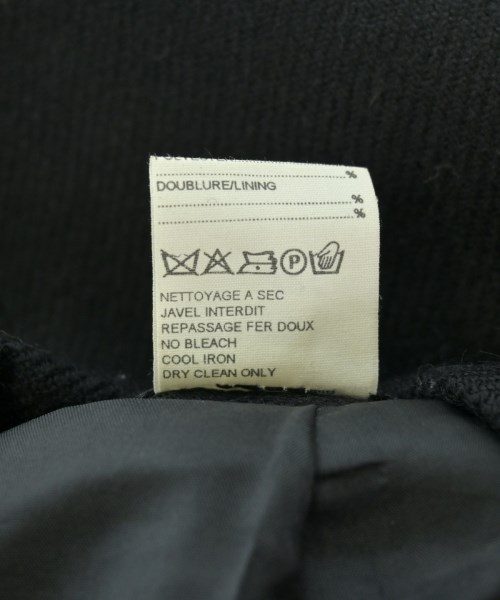 %
DOUBLURE/LINING
%
%
P
NETTOYAGE A SEC
JAVEL INTERDIT
REPASSAGE FER DOUX
NO BLEACH
COOL IRON
DRY CLEAN ONLY